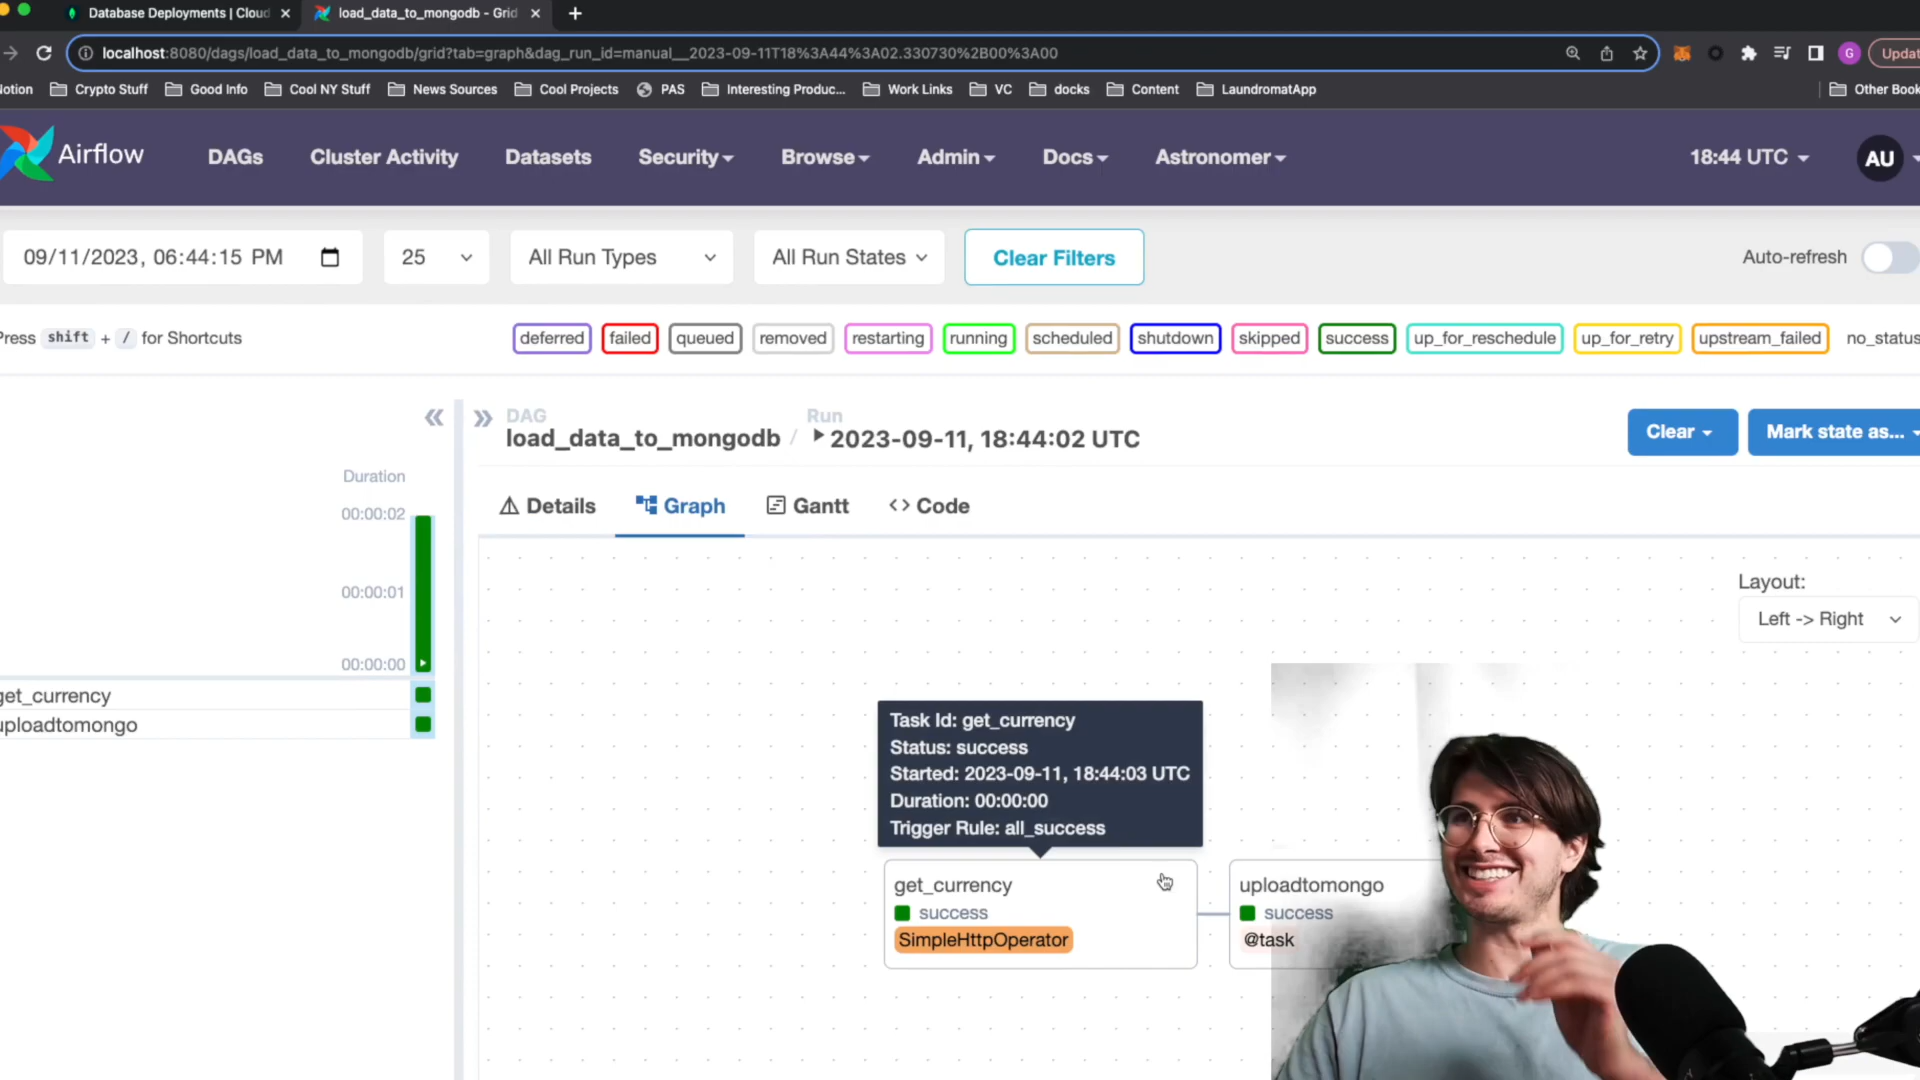 Database Deployments | Cloud
load_data_to_mongodb - Grid
localhost:8080/dags/load_data_to_mongodb/grid?tab=graph&dag_run_id=manual__2023-09-11T18%3A44%3A02.330730%2B00%3A00
Updat
otion
Crypto Stuff
Good Info
Cool NY Stuff
News Sources
Cool Projects
PAS
Interesting Produc...
Work Links
VC
docks
Content
LaundromatApp
Other Book
G
Airflow
DAGs
Cluster Activity
Datasets
Security
Browse
Admin
Docs
Astronomer
18:44 UTC
AU
09/11/2023, 06:44:15 PM
25
All Run Types
All Run States
Clear Filters
Auto-refresh
Press shift + / for Shortcuts
deferred
failed
queued
removed
restarting
running
scheduled
shutdown
skipped
success
up_for_reschedule
up_for_retry
upstream_failed
no_status
DAG
load_data_to_mongodb /
Run
2023-09-11, 18:44:02 UTC
Clear
Mark state as...
Duration
00:00:02
00:00:01
00:00:00
get_currency
uploadtomongo
Details
Graph
Gantt
Code
Layout:
Left -> Right
Task Id: get_currency
Status: success
Started: 2023-09-11, 18:44:03 UTC
Duration: 00:00:00
Trigger Rule: all_success
get_currency
success
SimpleHttpOperator
uploadtomongo
success
@task